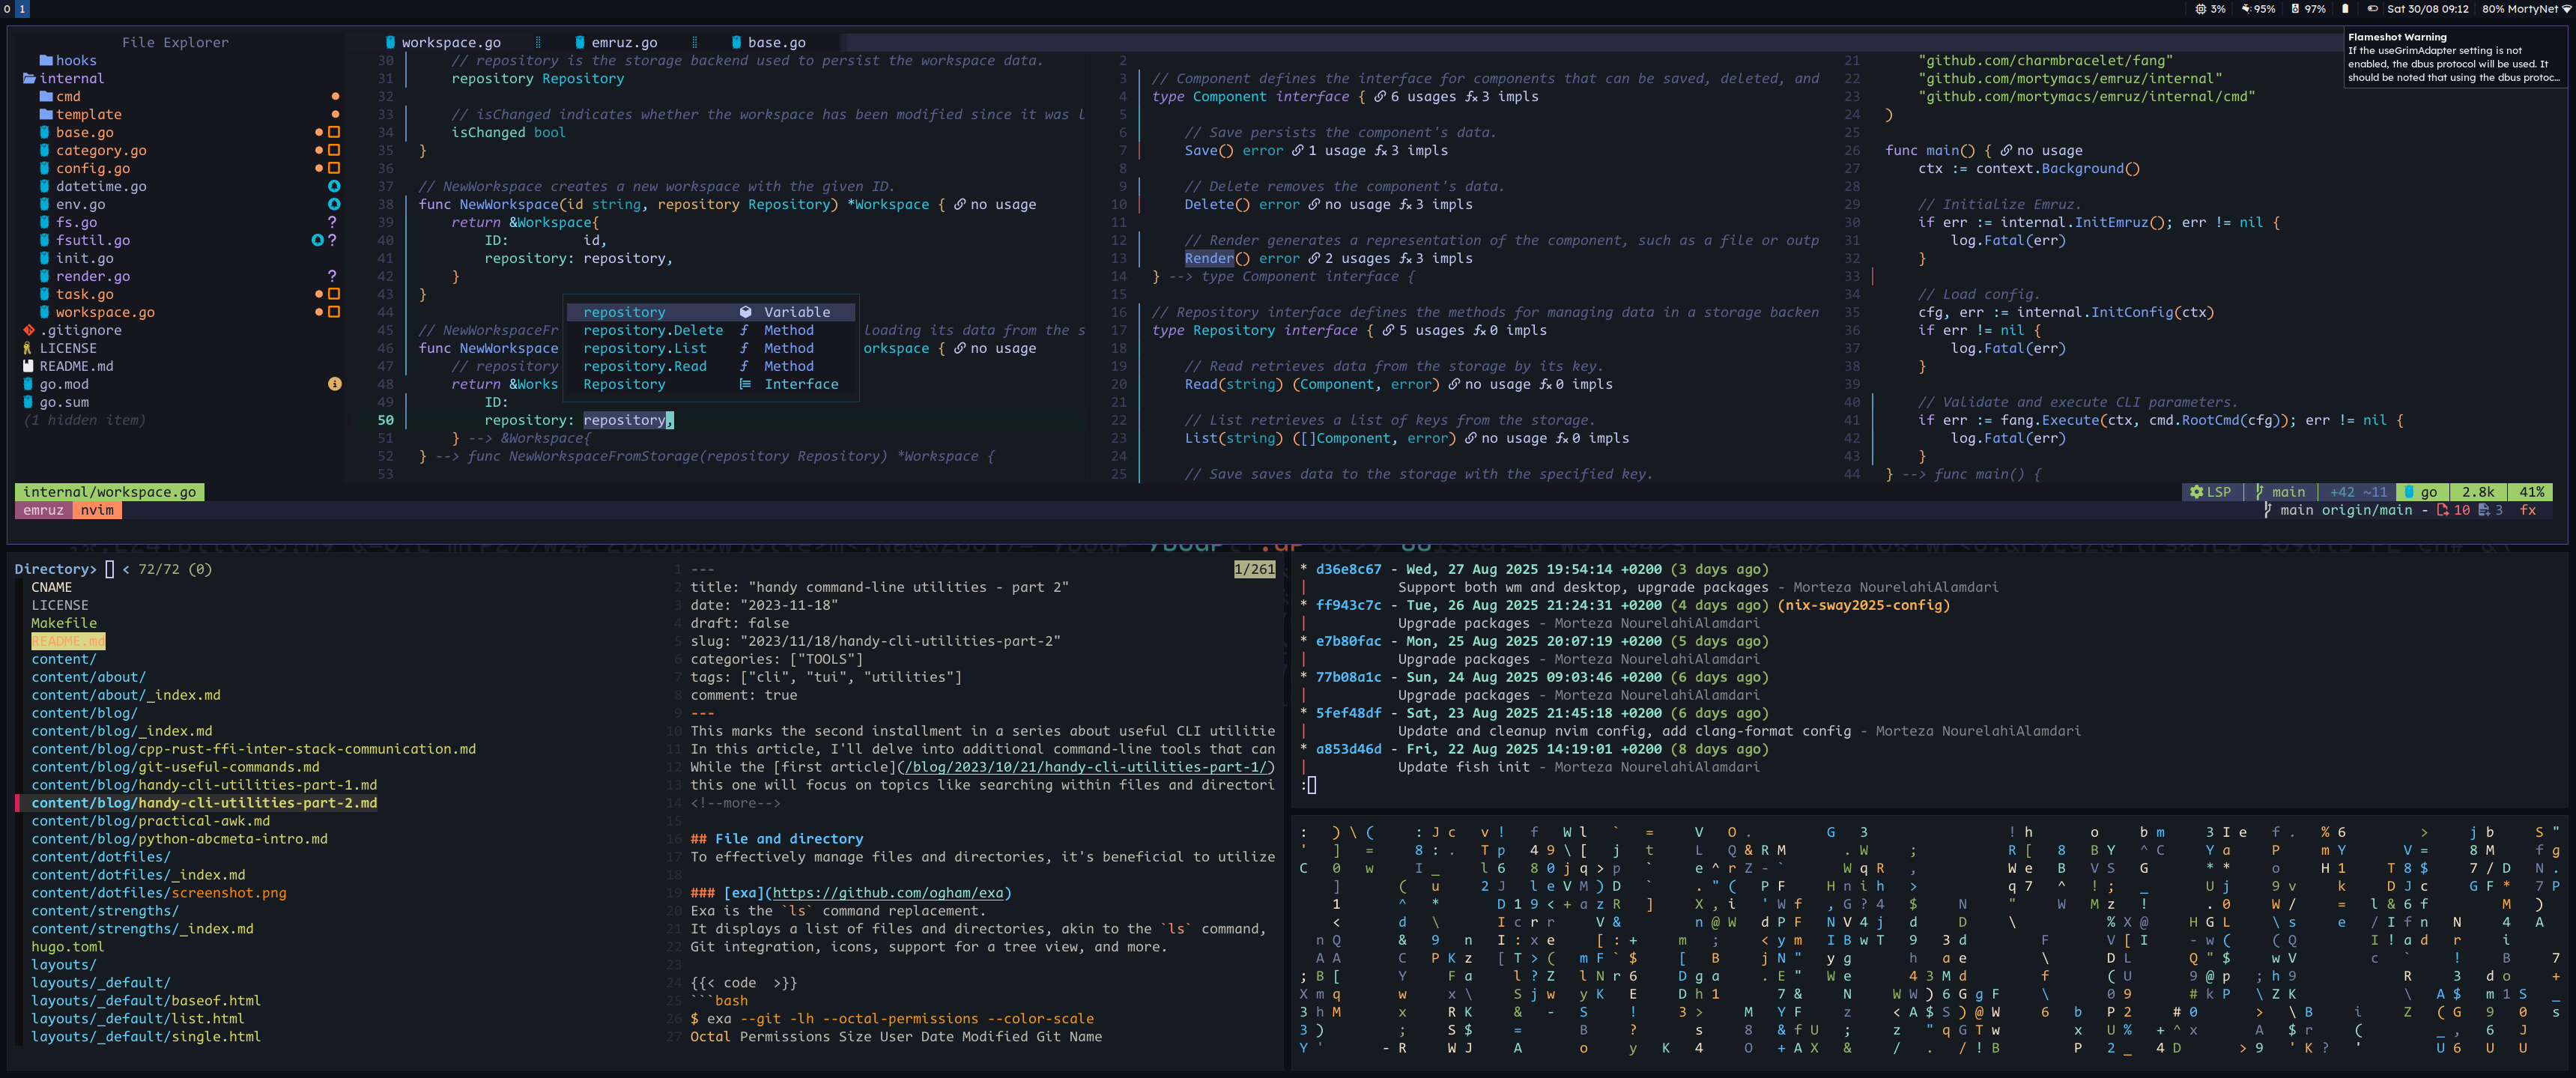 0 1
3% 95% 97% Sat 30/08 09:12 80% MortyNet
Flameshot Warning
If the useGrimAdapter setting is not
enabled, the dbus protocol will be used. It
should be noted that using the dbus protoc...
File Explorer
hooks
internal
cmd
template
base.go
category.go
config.go
datetime.go
env.go
fs.go
fsutil.go
init.go
render.go
task.go
workspace.go
.gitignore
LICENSE
README.md
go.mod
go.sum
(1 hidden item)
workspace.go emruz.go base.go
30 // repository is the storage backend used to persist the workspace data.
31 repository Repository
32
33 // isChanged indicates whether the workspace has been modified since it was l
34 isChanged bool
35 }
36
37 // NewWorkspace creates a new workspace with the given ID.
38 func NewWorkspace(id string, repository Repository) *Workspace { no usage
39 return &Workspace{
40 ID: id,
41 repository: repository,
42 }
43 }
44
45 // NewWorkspaceFr loading its data from the s
46 func NewWorkspace orkspace { no usage
47 // repository
48 return &Works
49 ID:
50 repository: repository,
51 } --> &Workspace{
52 } --> func NewWorkspaceFromStorage(repository Repository) *Workspace {
53
repository Variable
repository.Delete Method
repository.List Method
repository.Read Method
Repository Interface
2
3 // Component defines the interface for components that can be saved, deleted, and
4 type Component interface { 6 usages 3 impls
5
6 // Save persists the component's data.
7 Save() error 1 usage 3 impls
8
9 // Delete removes the component's data.
10 Delete() error no usage 3 impls
11
12 // Render generates a representation of the component, such as a file or outp
13 Render() error 2 usages 3 impls
14 } --> type Component interface {
15
16 // Repository interface defines the methods for managing data in a storage backen
17 type Repository interface { 5 usages 0 impls
18
19 // Read retrieves data from the storage by its key.
20 Read(string) (Component, error) no usage 0 impls
21
22 // List retrieves a list of keys from the storage.
23 List(string) ([]Component, error) no usage 0 impls
24
25 // Save saves data to the storage with the specified key.
21 "github.com/charmbracelet/fang"
22 "github.com/mortymacs/emruz/internal"
23 "github.com/mortymacs/emruz/internal/cmd"
24 )
25
26 func main() { no usage
27 ctx := context.Background()
28
29 // Initialize Emruz.
30 if err := internal.InitEmruz(); err != nil {
31 log.Fatal(err)
32 }
33
34 // Load config.
35 cfg, err := internal.InitConfig(ctx)
36 if err != nil {
37 log.Fatal(err)
38 }
39
40 // Validate and execute CLI parameters.
41 if err := fang.Execute(ctx, cmd.RootCmd(cfg)); err != nil {
42 log.Fatal(err)
43 }
44 } --> func main() {
internal/workspace.go LSP main +42 ~11 go 2.8k 41%
emruz nvim main origin/main - 10 3 fx
Directory> < 72/72 (0)
CNAME
LICENSE
Makefile
README.md
content/
content/about/
content/about/_index.md
content/blog/
content/blog/_index.md
content/blog/cpp-rust-ffi-inter-stack-communication.md
content/blog/git-useful-commands.md
content/blog/handy-cli-utilities-part-1.md
content/blog/handy-cli-utilities-part-2.md
content/blog/practical-awk.md
content/blog/python-abcmeta-intro.md
content/dotfiles/
content/dotfiles/_index.md
content/dotfiles/screenshot.png
content/strengths/
content/strengths/_index.md
hugo.toml
layouts/
layouts/_default/
layouts/_default/baseof.html
layouts/_default/list.html
layouts/_default/single.html
1 --- 1/261
2 title: "handy command-line utilities - part 2"
3 date: "2023-11-18"
4 draft: false
5 slug: "2023/11/18/handy-cli-utilities-part-2"
6 categories: ["TOOLS"]
7 tags: ["cli", "tui", "utilities"]
8 comment: true
9 ---
10 This marks the second installment in a series about useful CLI utilitie
11 In this article, I'll delve into additional command-line tools that can
12 While the [first article](/blog/2023/10/21/handy-cli-utilities-part-1/)
13 this one will focus on topics like searching within files and directori
14 <!--more-->
15
16 ## File and directory
17 To effectively manage files and directories, it's beneficial to utilize
18
19 ### [exa](https://github.com/ogham/exa)
20 Exa is the `ls` command replacement.
21 It displays a list of files and directories, akin to the `ls` command,
22 Git integration, icons, support for a tree view, and more.
23
24 {{< code >}}
25 ```bash
26 $ exa --git -lh --octal-permissions --color-scale
27 Octal Permissions Size User Date Modified Git Name
* d36e8c67 - Wed, 27 Aug 2025 19:54:14 +0200 (3 days ago)
| Support both wm and desktop, upgrade packages - Morteza NourelahiAlamdari
* ff943c7c - Tue, 26 Aug 2025 21:24:31 +0200 (4 days ago) (nix-sway2025-config)
| Upgrade packages - Morteza NourelahiAlamdari
* e7b80fac - Mon, 25 Aug 2025 20:07:19 +0200 (5 days ago)
| Upgrade packages - Morteza NourelahiAlamdari
* 77b08a1c - Sun, 24 Aug 2025 09:03:46 +0200 (6 days ago)
| Upgrade packages - Morteza NourelahiAlamdari
* 5fef48df - Sat, 23 Aug 2025 21:45:18 +0200 (6 days ago)
| Update and cleanup nvim config, add clang-format config - Morteza NourelahiAlamdari
* a853d46d - Fri, 22 Aug 2025 14:19:01 +0200 (8 days ago)
| Update fish init - Morteza NourelahiAlamdari
: